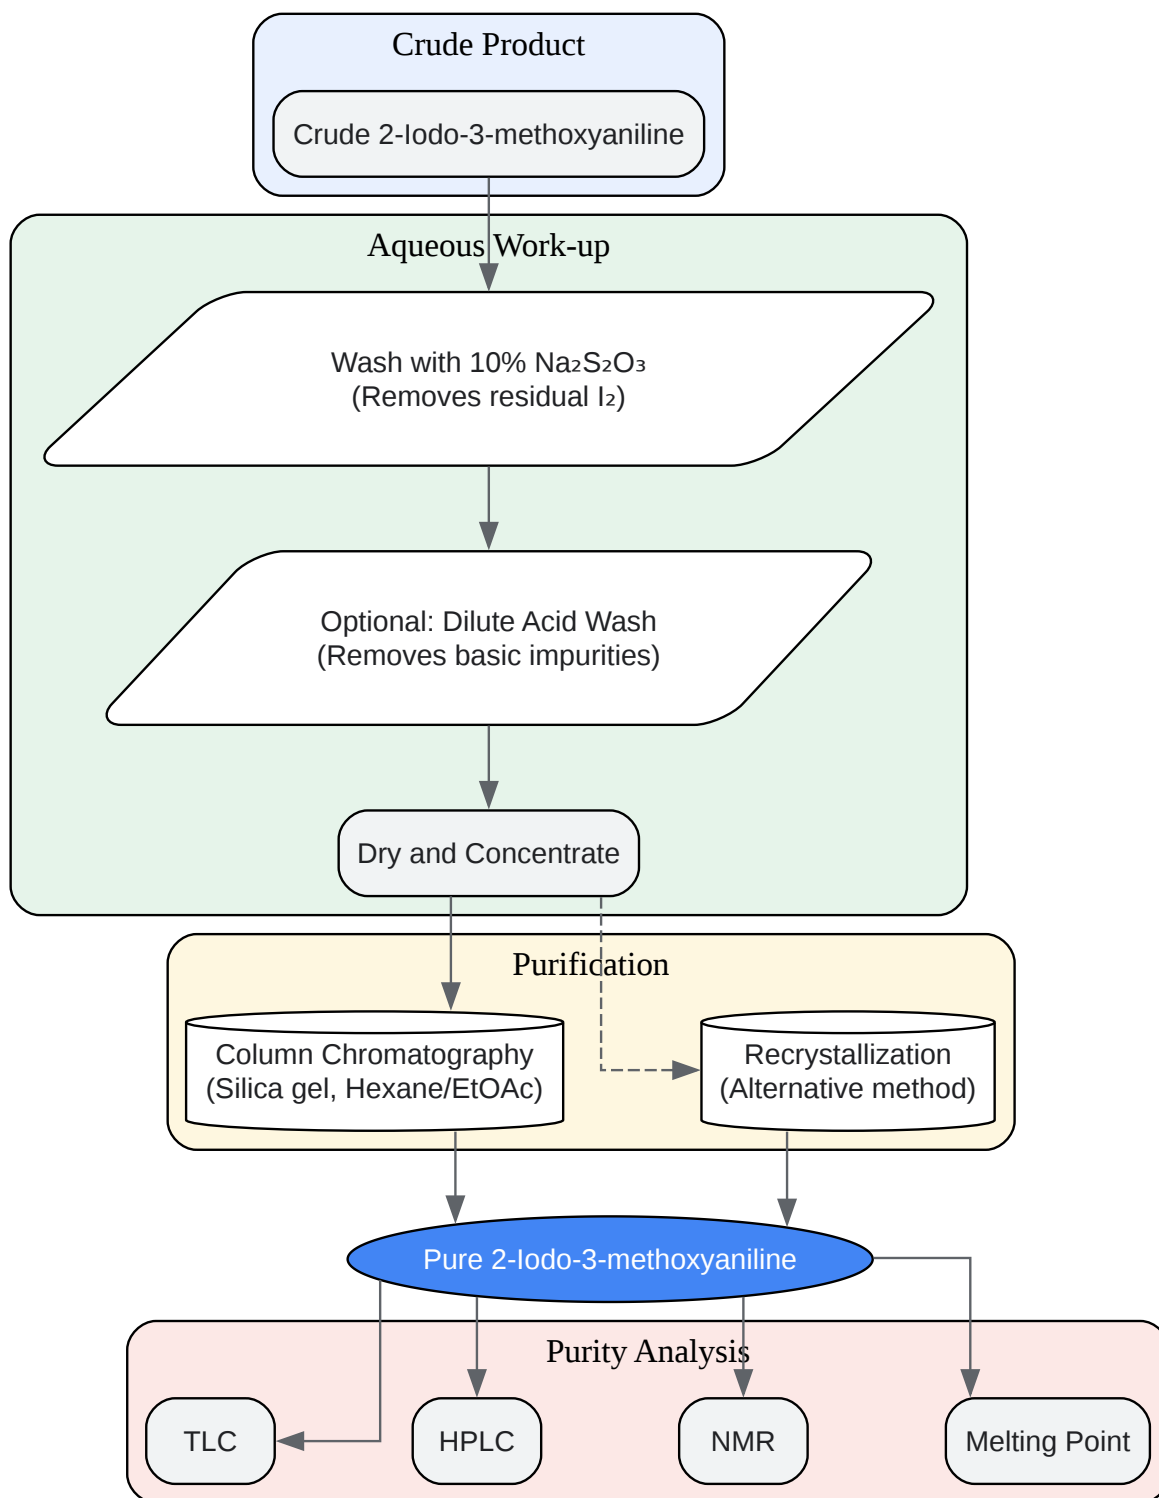 Crude Product
Crude 2-Iodo-3-methoxyaniline
Aqueous Work-up
Wash with 10% Na₂S₂O₃
(Removes residual I₂)
Optional: Dilute Acid Wash
(Removes basic impurities)
Dry and Concentrate
Purification
Column Chromatography
(Silica gel, Hexane/EtOAc)
Recrystallization
(Alternative method)
Pure 2-Iodo-3-methoxyaniline
Purity Analysis
TLC
HPLC
NMR
Melting Point